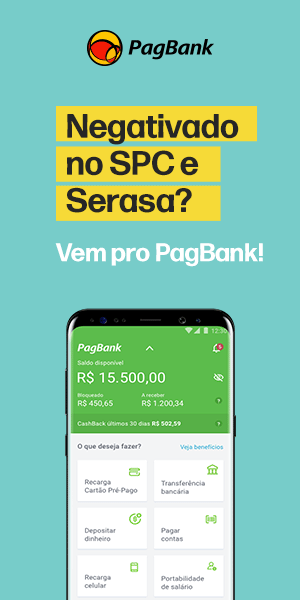 PagBank
Negativado
no SPC e
Serasa?
Vem pro PagBank!
12:30
PagBank
Saldo disponível
R$ 15.500,00
Bloqueado
A receber
R$ 450,65
R$ 1.200,34
CashBack últimos 30 dias R$ 502,59
O que deseja fazer?
Veja benefícios
Recarga
Cartão Pré-Pago
Transferência
bancária
Depositar
dinheiro
Pagar
contas
Recarga
celular
Portabilidade
de salário